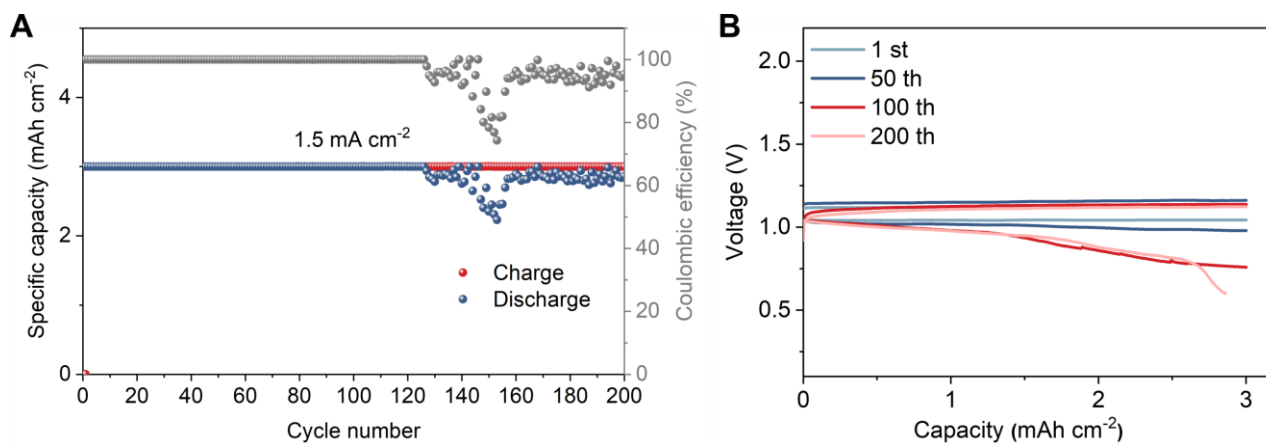 A
Specific capacity (mAh cm⁻²)
4
2
0
1.5 mA cm⁻²
Charge
Discharge
100
80
60
40
20
0
Coulombic efficiency (%)
0 20 40 60 80 100 120 140 160 180 200
Cycle number
B
Voltage (V)
2.0
1.5
1.0
0.5
1 st
50 th
100 th
200 th
0 1 2 3
Capacity (mAh cm⁻²)